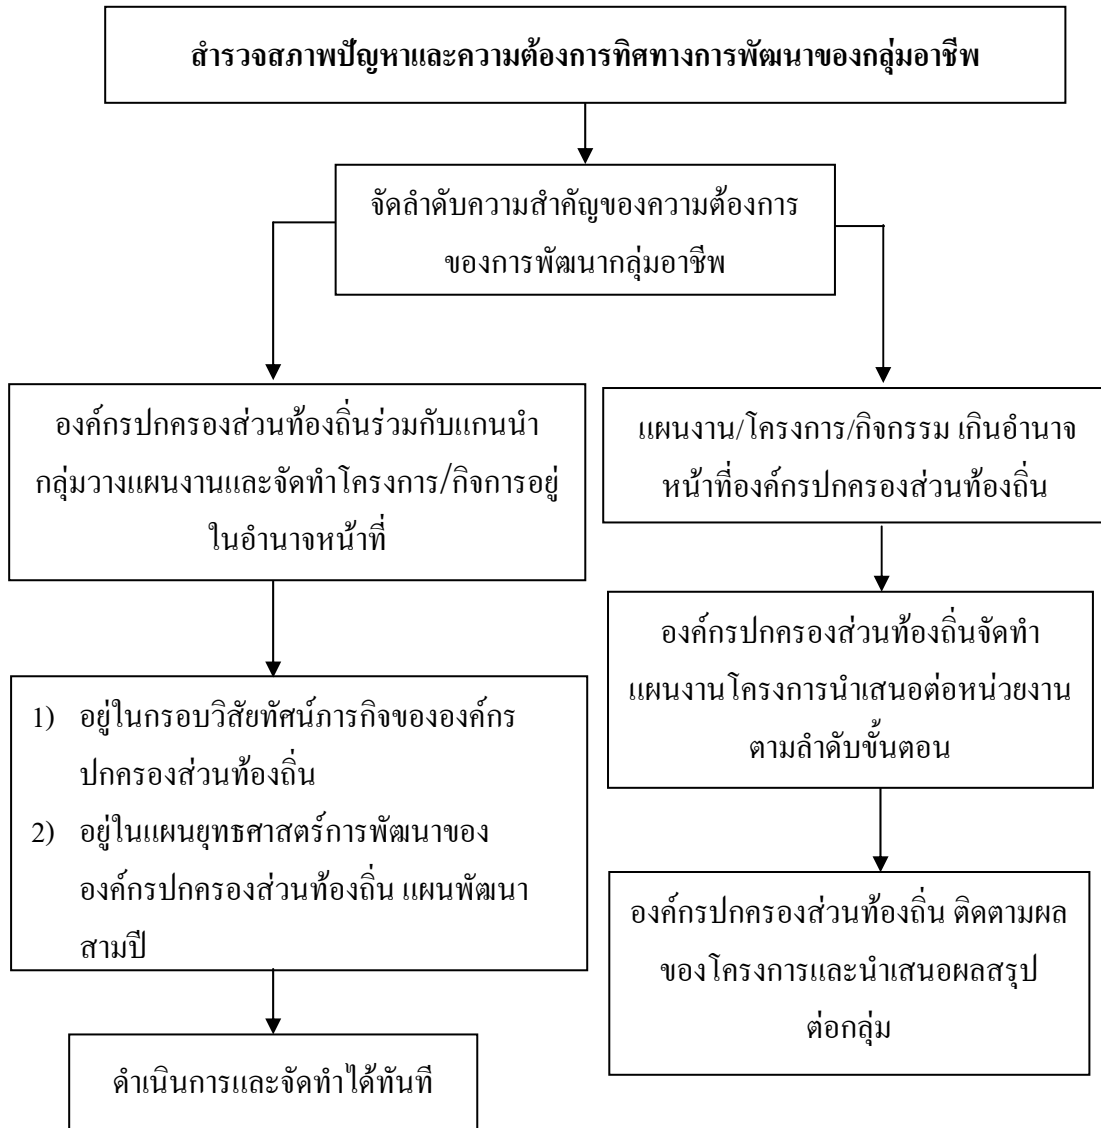 สำรวจสภาพปัญหาและความต้องการทิศทางการพัฒนาของกลุ่มอาชีพ
จัดลำดับความสำคัญของความต้องการ
ของการพัฒนากลุ่มอาชีพ
องค์กรปกครองส่วนท้องถิ่นร่วมกับแกนนำ
กลุ่มวางแผนงานและจัดทำโครงการ/กิจการอยู่
ในอำนาจหน้าที่
1) อยู่ในกรอบวิสัยทัศน์ภารกิจขององค์กร
ปกครองส่วนท้องถิ่น
2) อยู่ในแผนยุทธศาสตร์การพัฒนาของ
องค์กรปกครองส่วนท้องถิ่น แผนพัฒนา
สามปี
ดำเนินการและจัดทำได้ทันที
แผนงาน/โครงการ/กิจกรรม เกินอำนาจ
หน้าที่องค์กรปกครองส่วนท้องถิ่น
องค์กรปกครองส่วนท้องถิ่นจัดทำ
แผนงานโครงการนำเสนอต่อหน่วยงาน
ตามลำดับขั้นตอน
องค์กรปกครองส่วนท้องถิ่น ติดตามผล
ของโครงการและนำเสนอผลสรุป
ต่อกลุ่ม